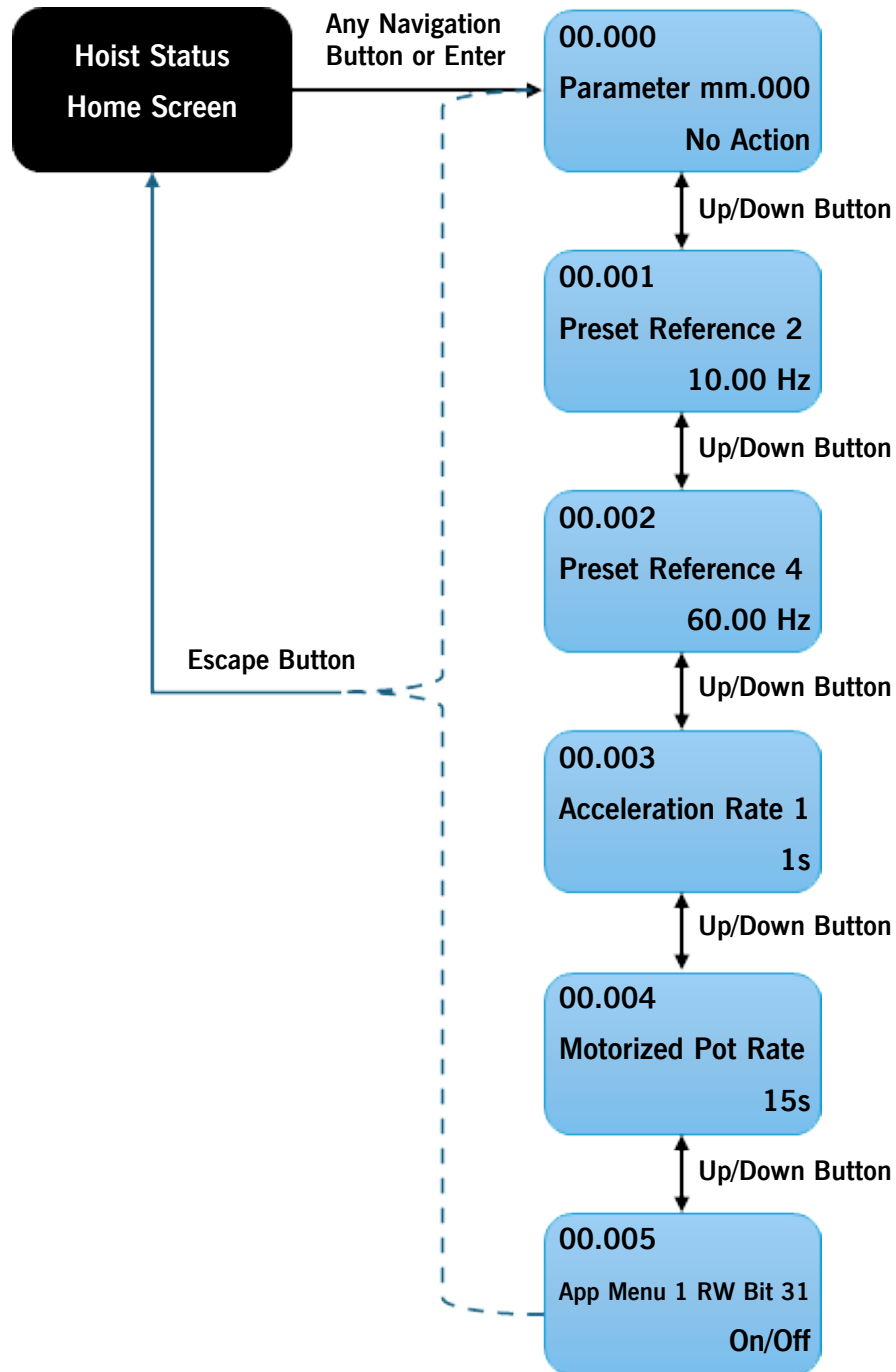 Hoist Status
Home Screen
Any Navigation
Button or Enter
00.000
Parameter mm.000
No Action
Up/Down Button
00.001
Preset Reference 2
10.00 Hz
Up/Down Button
00.002
Preset Reference 4
60.00 Hz
Escape Button
Up/Down Button
00.003
Acceleration Rate 1
1s
Up/Down Button
00.004
Motorized Pot Rate
15s
Up/Down Button
00.005
App Menu 1 RW Bit 31
On/Off